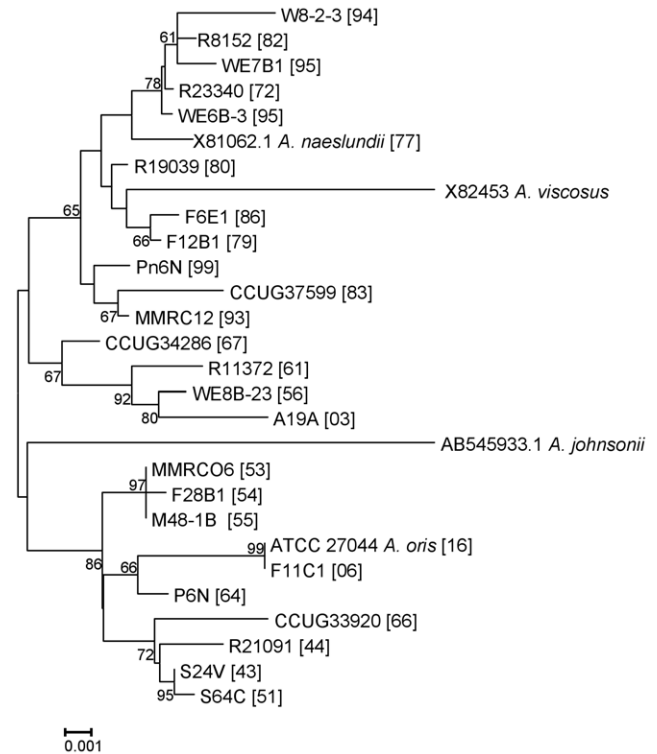 W8-2-3 [94]
61
R8152 [82]
WE7B1 [95]
78
R23340 [72]
WE6B-3 [95]
X81062.1 A. naeslundii [77]
R19039 [80]
X82453 A. viscosus
65
F6E1 [86]
66
F12B1 [79]
Pn6N [99]
CCUG37599 [83]
67
MMRC12 [93]
CCUG34286 [67]
67
R11372 [61]
92
WE8B-23 [56]
80
A19A [03]
AB545933.1 A. johnsonii
MMRCO6 [53]
97
F28B1 [54]
M48-1B [55]
99
ATCC 27044 A. oris [16]
86
66
F11C1 [06]
P6N [64]
CCUG33920 [66]
72
R21091 [44]
S24V [43]
95
S64C [51]
0.001